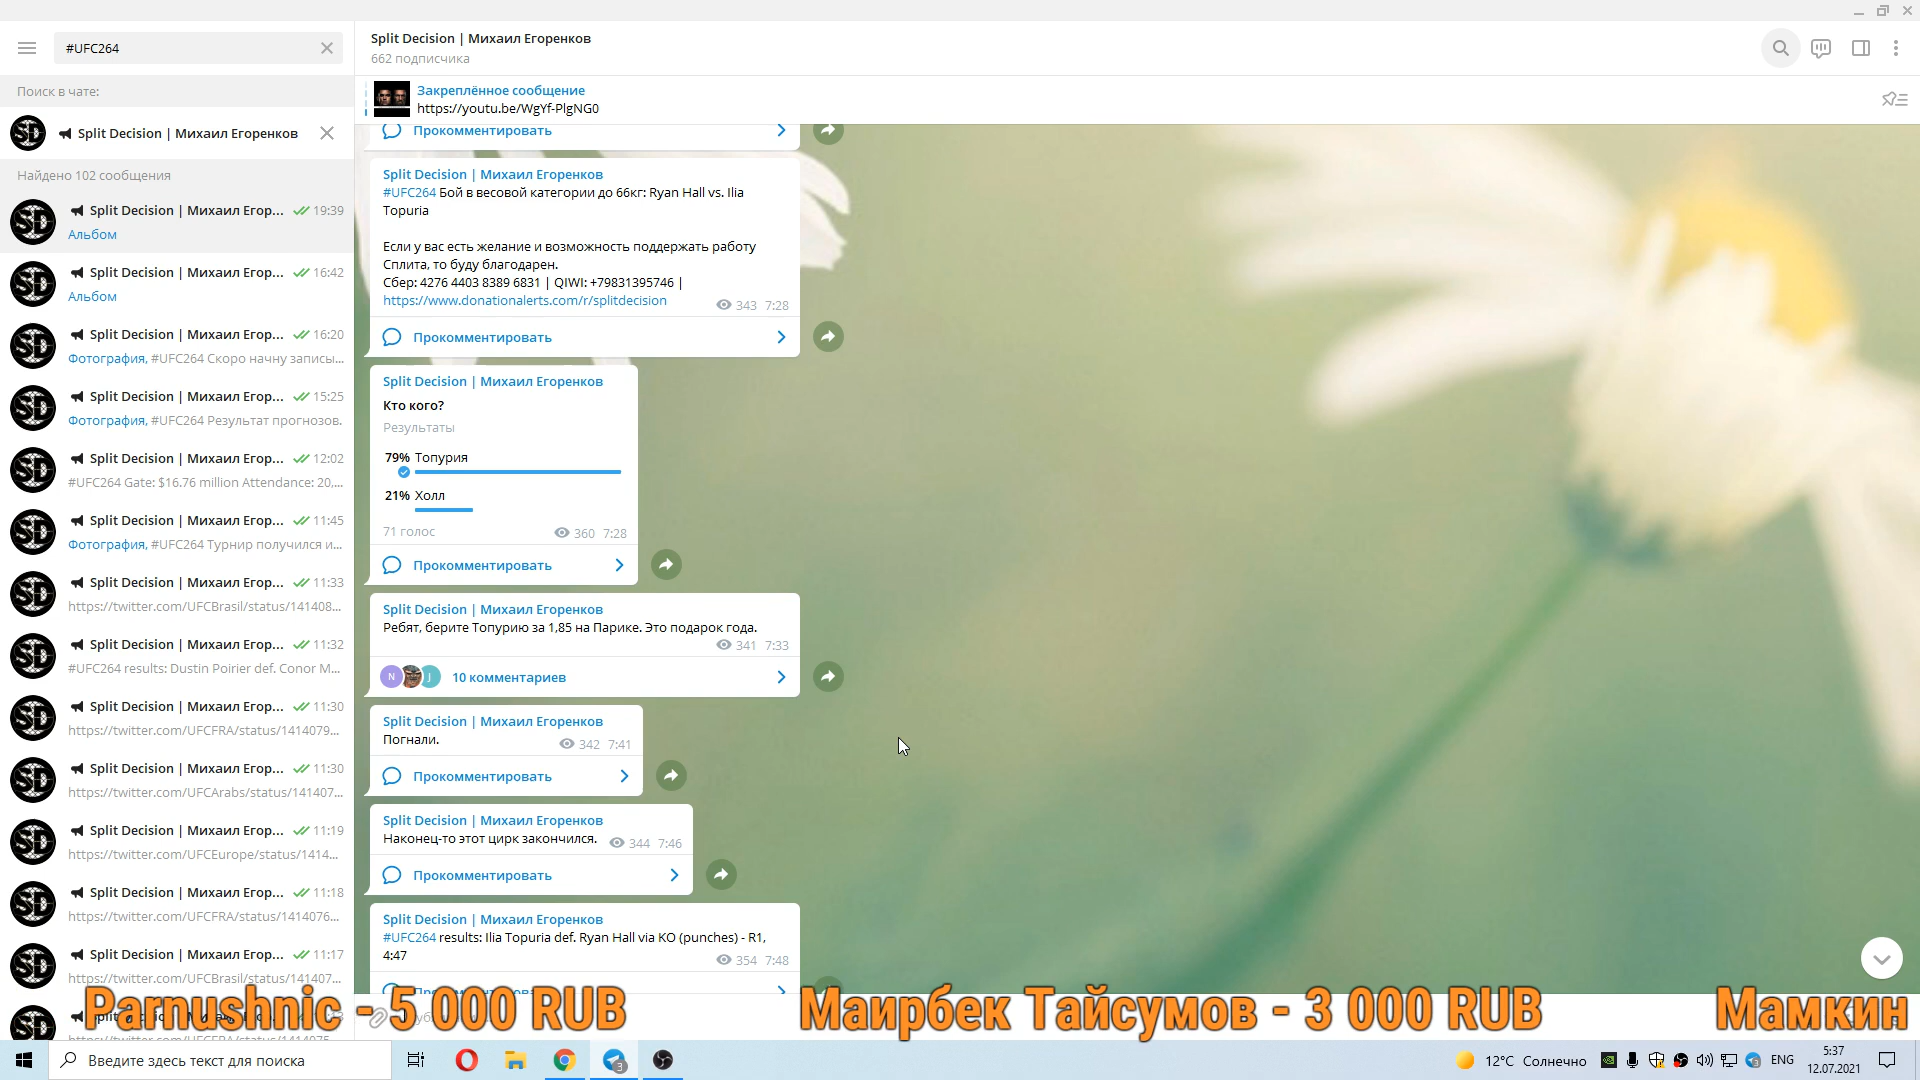 #UFC264
Split Decision | Михаил Егоренков
662 подписчика
Поиск в чате:
Закреплённое сообщение
https://youtu.be/WgYf-PlgNG0
Split Decision | Михаил Егоренков
Найдено 102 сообщения
Split Decision | Михаил Егор... 19:39
Альбом
Split Decision | Михаил Егор... 16:42
Альбом
Split Decision | Михаил Егор... 16:20
Фотография, #UFC264 Скоро начну записы...
Split Decision | Михаил Егор... 15:25
Фотография, #UFC264 Результат прогнозов.
Split Decision | Михаил Егор... 12:02
#UFC264 Gate: $16.76 million Attendance: 20,...
Split Decision | Михаил Егор... 11:45
Фотография, #UFC264 Турнир получился и...
Split Decision | Михаил Егор... 11:33
https://twitter.com/UFCBrasil/status/141408...
Split Decision | Михаил Егор... 11:32
#UFC264 results: Dustin Poirier def. Conor M...
Split Decision | Михаил Егор... 11:30
https://twitter.com/UFCFRA/status/1414079...
Split Decision | Михаил Егор... 11:30
https://twitter.com/UFCArabs/status/141407...
Split Decision | Михаил Егор... 11:19
https://twitter.com/UFCEurope/status/1414...
Split Decision | Михаил Егор... 11:18
https://twitter.com/UFCFRA/status/1414076...
Split Decision | Михаил Егор... 11:17
https://twitter.com/UFCBrasil/status/141407...
Прокомментировать
Split Decision | Михаил Егоренков
#UFC264 Бой в весовой категории до 66кг: Ryan Hall vs. Ilia
Topuria
Если у вас есть желание и возможность поддержать работу
Сплита, то буду благодарен.
Сбер: 4276 4403 8389 6831 | QIWI: +79831395746 |
https://www.donationalerts.com/r/splitdecision 343 7:28
Прокомментировать
Split Decision | Михаил Егоренков
Кто кого?
Результаты
79% Топурия
21% Холл
71 голос 360 7:28
Прокомментировать
Split Decision | Михаил Егоренков
Ребят, берите Топурию за 1,85 на Парике. Это подарок года.
341 7:33
N J 10 комментариев
Split Decision | Михаил Егоренков
Погнали. 342 7:41
Прокомментировать
Split Decision | Михаил Егоренков
Наконец-то этот цирк закончился. 344 7:46
Прокомментировать
Split Decision | Михаил Егоренков
#UFC264 results: Ilia Topuria def. Ryan Hall via KO (punches) - R1,
4:47 354 7:48
Parnushnic - 5 000 RUB Маирбек Тайсумов - 3 000 RUB Мамкин
Введите здесь текст для поиска
3
12°C Солнечно
ENG
5:37
12.07.2021